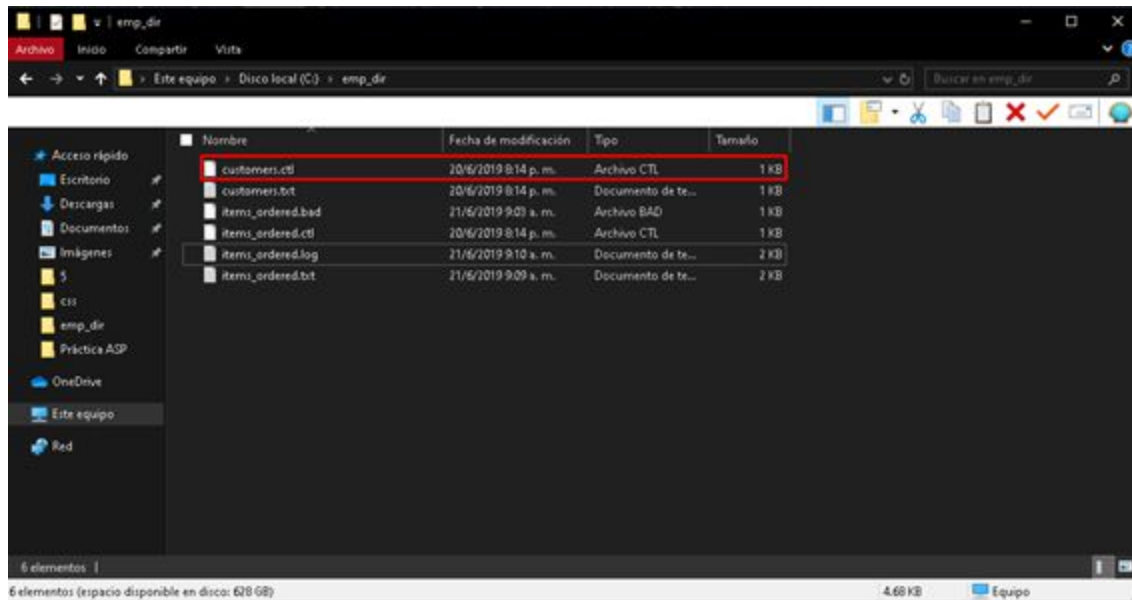 emp_dir
Archivo Inicio Compartir Vista
Este equipo › Disco local (C:) › emp_dir
Buscar en emp_dir
Nombre Fecha de modificación Tipo Tamaño
Acceso rápido
Escritorio
Descargas
Documentos
Imágenes
5
css
emp_dir
Práctica ASP
OneDrive
Este equipo
Red
customers.ctl 20/6/2019 8:14 p. m. Archivo CTL 1 KB
customers.txt 20/6/2019 8:14 p. m. Documento de te... 1 KB
items_ordered.bad 21/6/2019 9:03 a. m. Archivo BAD 1 KB
items_ordered.ctl 20/6/2019 8:14 p. m. Archivo CTL 1 KB
items_ordered.log 21/6/2019 9:10 a. m. Documento de te... 2 KB
items_ordered.txt 21/6/2019 9:09 a. m. Documento de te... 2 KB
6 elementos
6 elementos (espacio disponible en disco: 628 GB) 4.68 KB Equipo